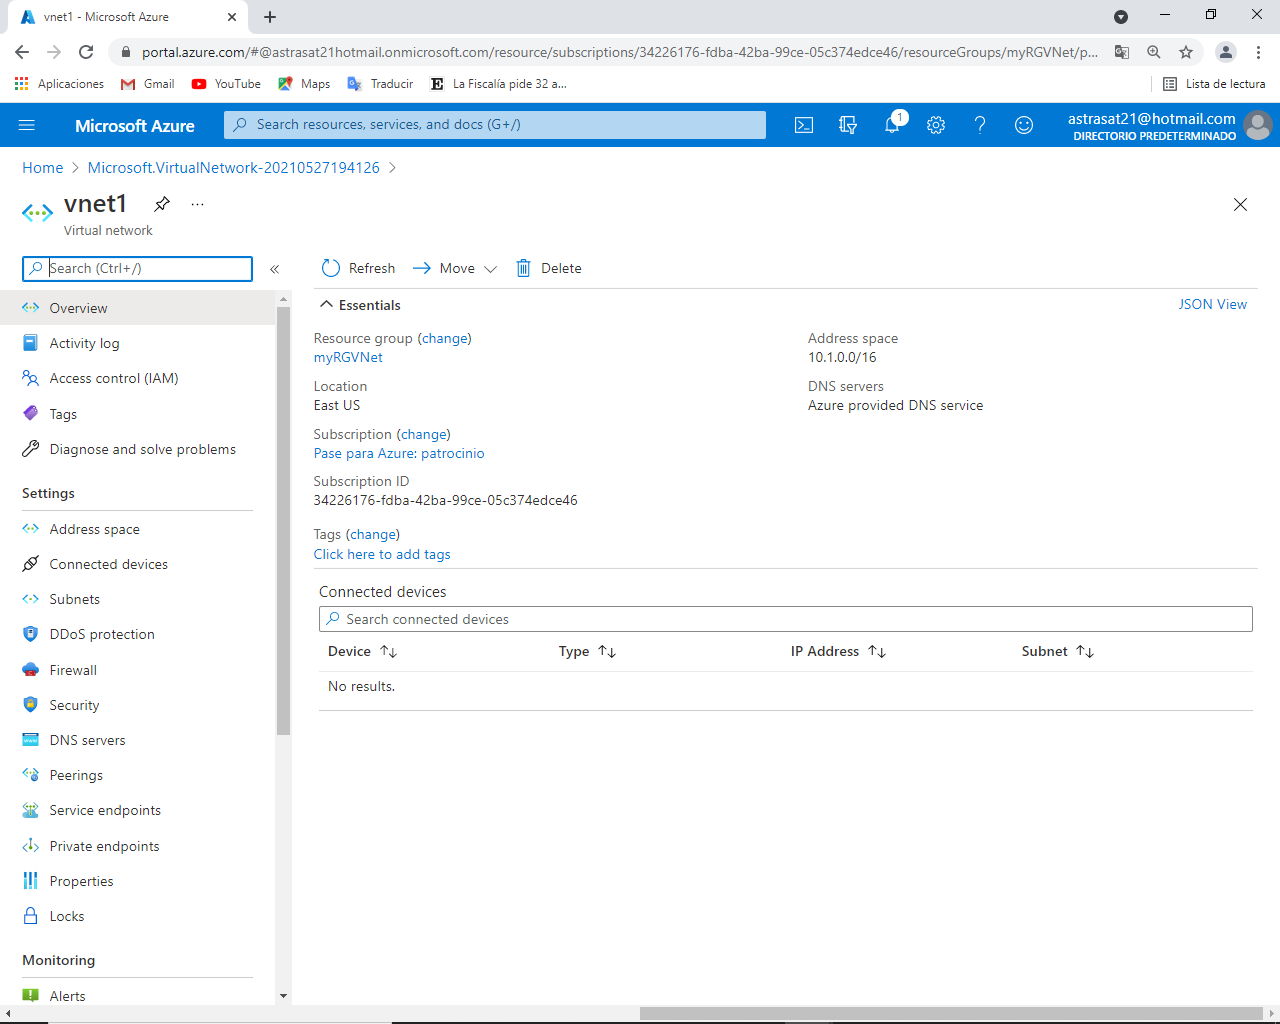 vnet1 - Microsoft Azure
portal.azure.com/#@astrasat21hotmail.onmicrosoft.com/resource/subscriptions/34226176-fdba-42ba-99ce-05c374edce46/resourceGroups/myRGVNet/p...
Aplicaciones
Gmail
YouTube
Maps
Traducir
E La Fiscalía pide 32 a...
Lista de lectura
Microsoft Azure
Search resources, services, and docs (G+/)
1
astrasat21@hotmail.com
DIRECTORIO PREDETERMINADO
Home > Microsoft.VirtualNetwork-20210527194126 >
vnet1
...
Virtual network
Search (Ctrl+/)
«
Overview
Activity log
Access control (IAM)
Tags
Diagnose and solve problems
Settings
Address space
Connected devices
Subnets
DDoS protection
Firewall
Security
DNS servers
Peerings
Service endpoints
Private endpoints
Properties
Locks
Monitoring
Alerts
Refresh
Move
Delete
Essentials
JSON View
Resource group (change)
myRGVNet
Location
East US
Subscription (change)
Pase para Azure: patrocinio
Subscription ID
34226176-fdba-42ba-99ce-05c374edce46
Tags (change)
Click here to add tags
Address space
10.1.0.0/16
DNS servers
Azure provided DNS service
Connected devices
Search connected devices
Device
Type
IP Address
Subnet
No results.